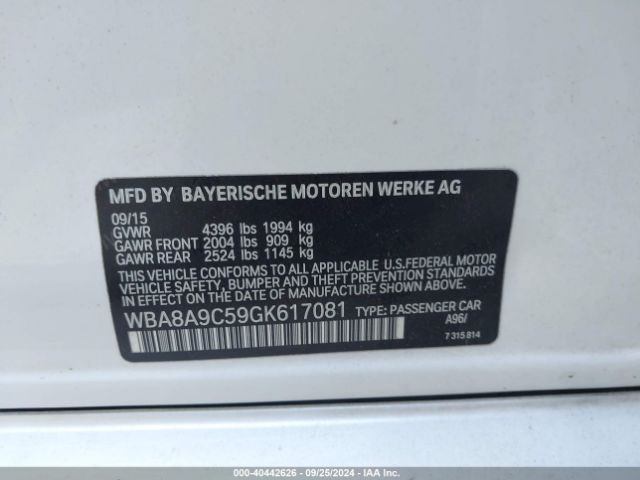 MFD BY BAYERISCHE MOTOREN WERKE AG
09/15
GVWR 4396 lbs 1994 kg
GAWR FRONT 2004 lbs 909 kg
GAWR REAR 2524 lbs 1145 kg
THIS VEHICLE CONFORMS TO ALL APPLICABLE U.S.FEDERAL MOTOR
VEHICLE SAFETY, BUMPER, AND THEFT PREVENTION STANDARDS
IN EFFECT ON THE DATE OF MANUFACTURE SHOWN ABOVE.
WBA8A9C59GK617081 TYPE: PASSENGER CAR
A96/
7 315 814
000-40442626 - 09/25/2024 - IAA Inc.